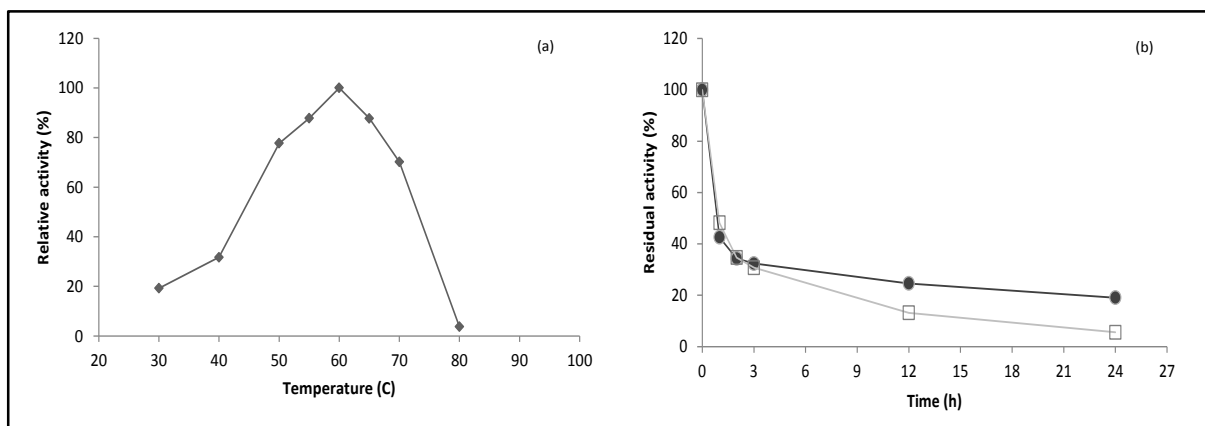 (a)
Relative activity (%)
120
100
80
60
40
20
0
20 30 40 50 60 70 80 90 100
Temperature (C)
(b)
Residual activity (%)
120
100
80
60
40
20
0
0 3 6 9 12 15 18 21 24 27
Time (h)